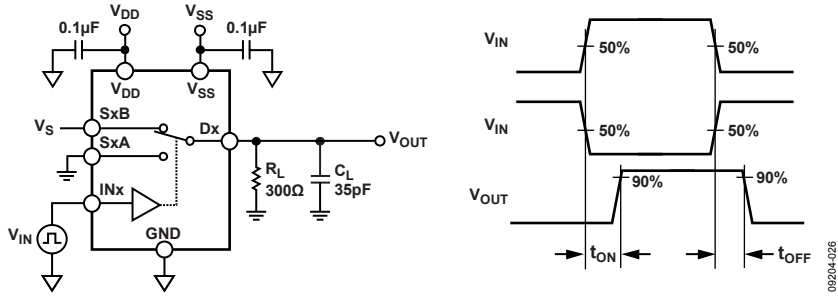 VDD
VSS
0.1µF
0.1µF
VDD
VSS
SxB
VS
Dx
VOUT
SxA
RL
300Ω
CL
35pF
INx
VIN
GND
VIN
50%
50%
VIN
50%
50%
VOUT
90%
90%
tON
tOFF
09204-026